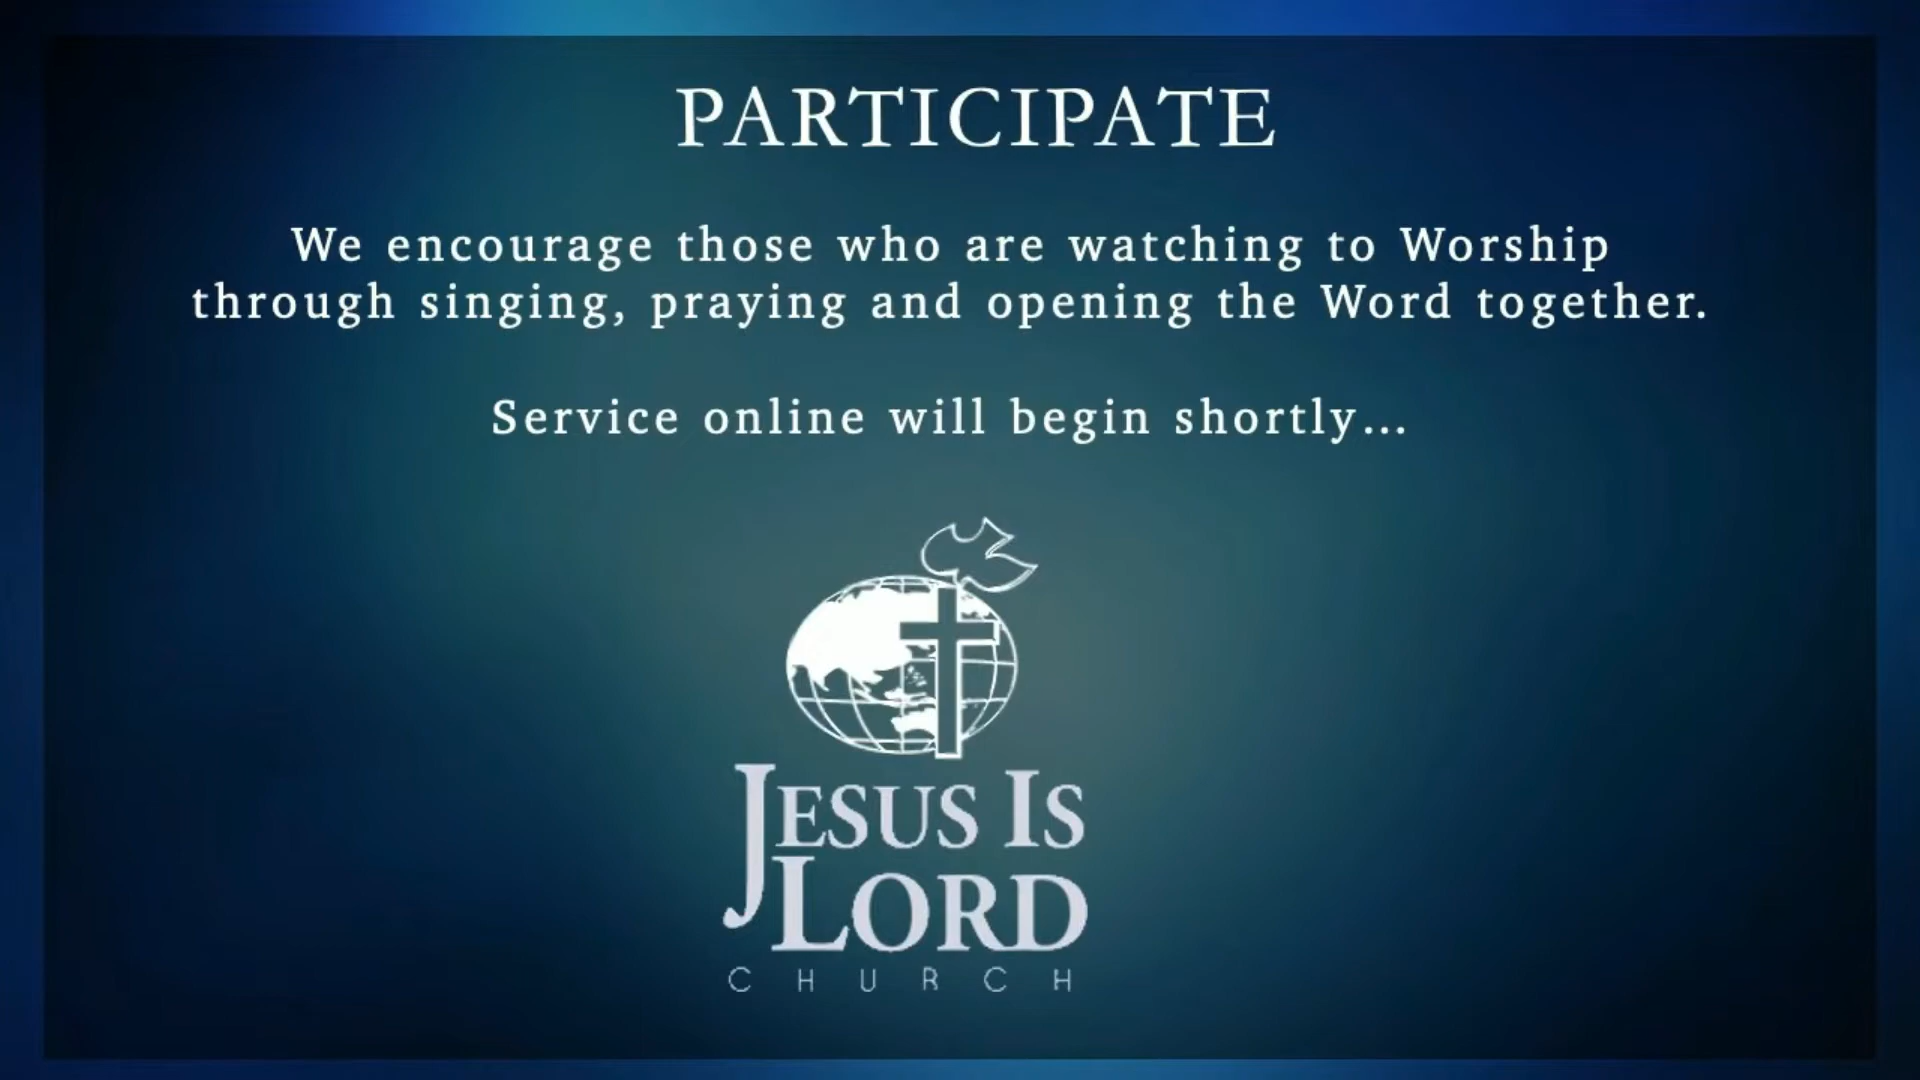 PARTICIPATE
We encourage those who are watching to Worship
through singing, praying and opening the Word together.
Service online will begin shortly...
JESUS IS
LORD
CHURCH